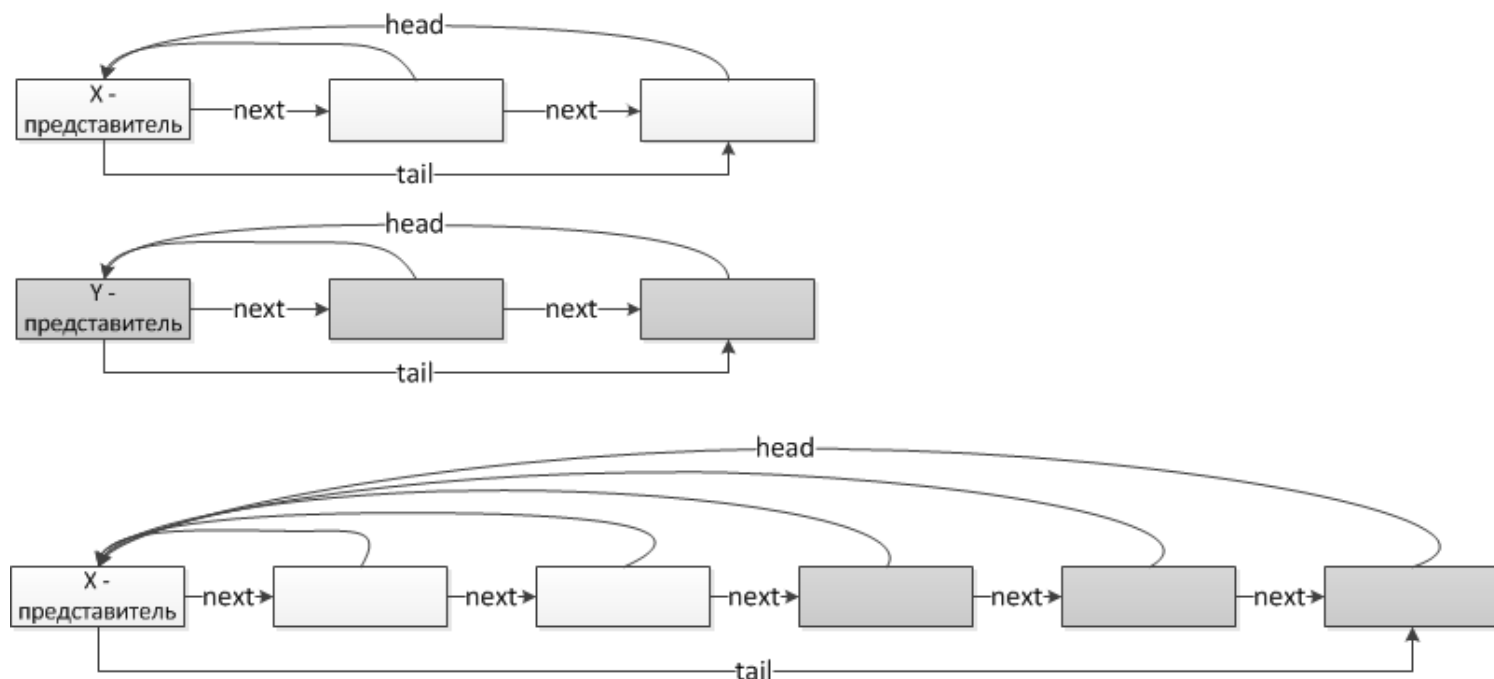 head
X -
представитель
next
next
tail
head
Y -
представитель
next
next
tail
head
X -
представитель
next
next
next
next
next
tail